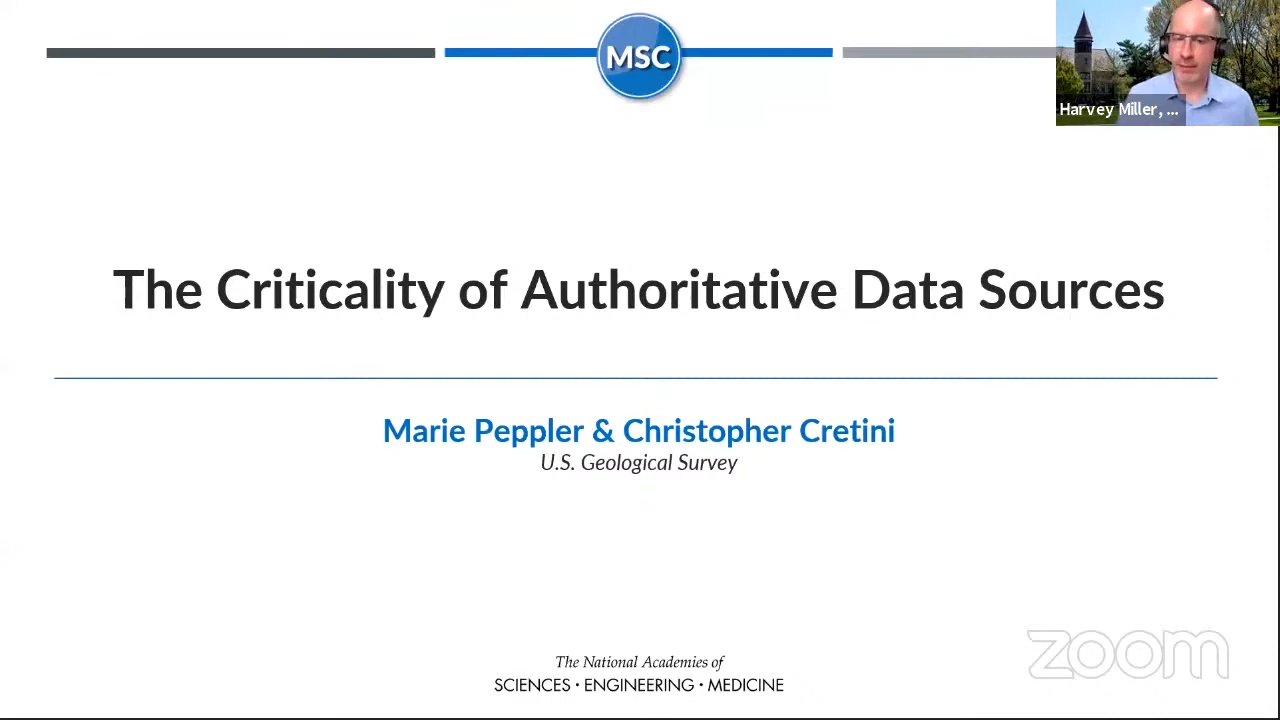 MSC
Harvey Miller, ...
The Criticality of Authoritative Data Sources
Marie Peppler & Christopher Cretini
U.S. Geological Survey
The National Academies of
SCIENCES · ENGINEERING · MEDICINE
zoom